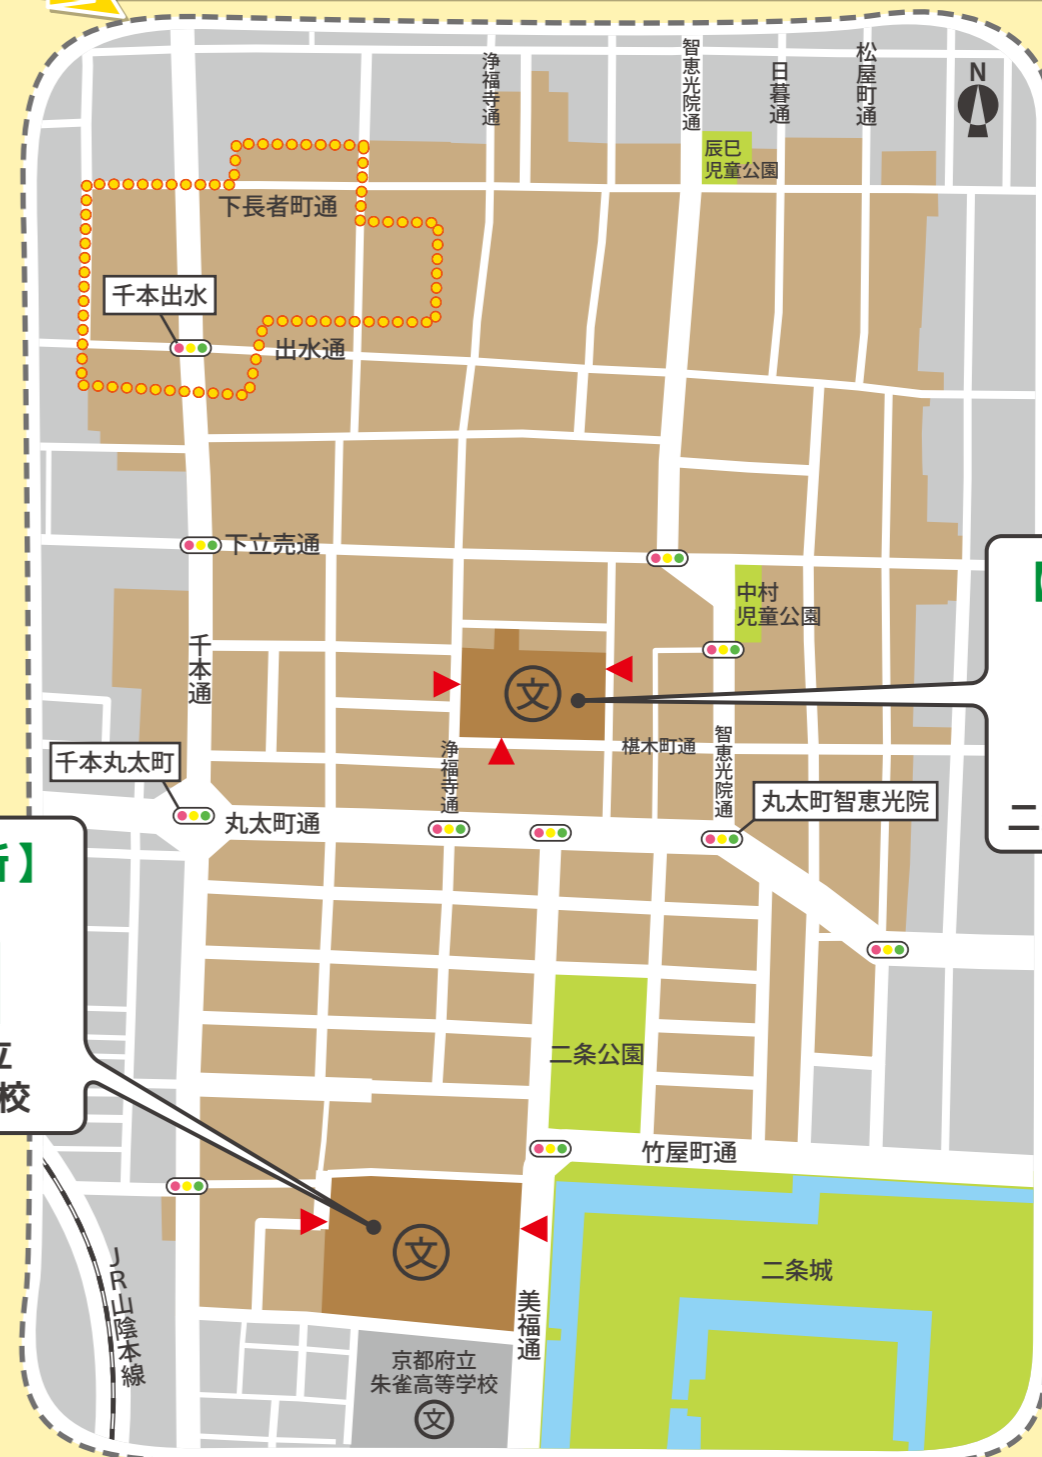 浄福寺通
智恵光院通
日暮通
松屋町通
N
辰巳
児童公園
下長者町通
千本出水
出水通
下立売通
中村
児童公園
千本通
文
浄福寺通
椹木町通
智恵光院通
千本丸太町
丸太町通
丸太町智恵光院
二
】
立
校
二条公園
竹屋町通
文
二条城
美福通
JR山陰本線
京都府立
朱雀高等学校
文